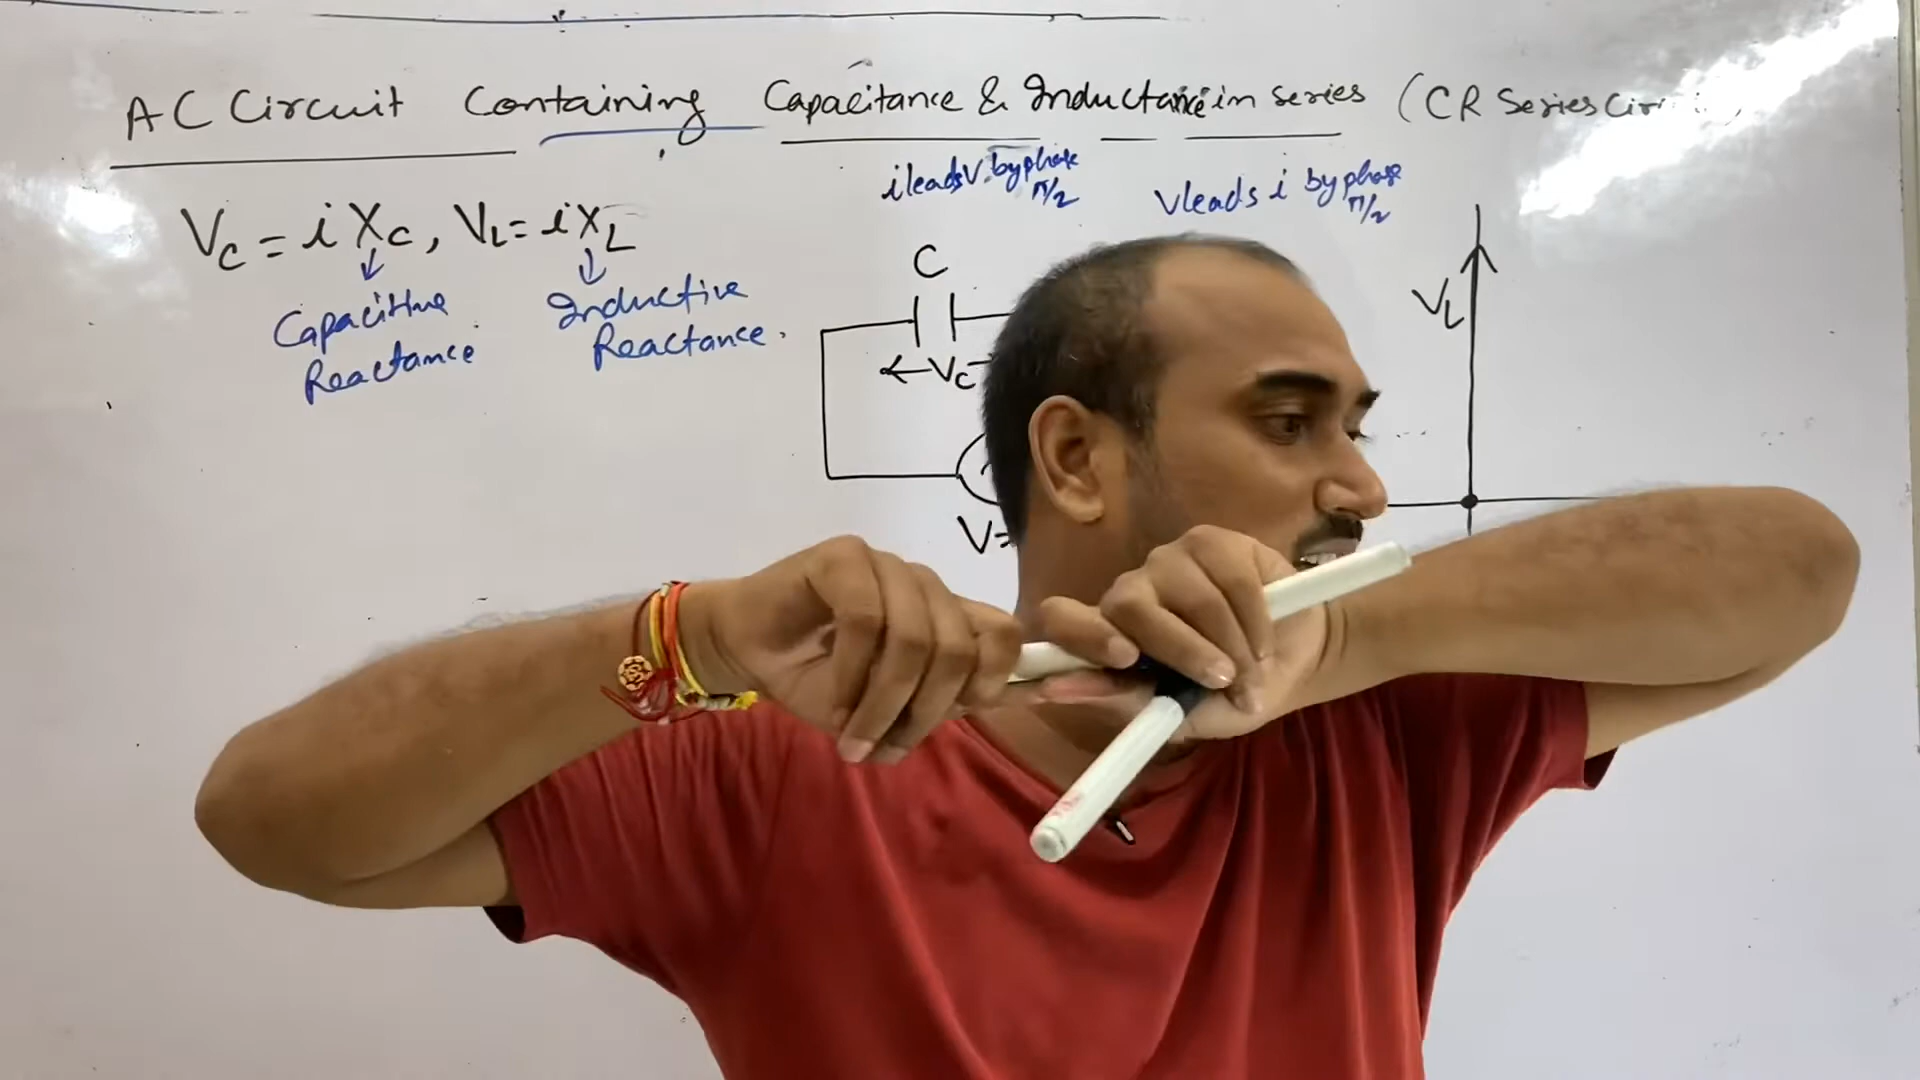 AC Circuit Containing Capacitance & Inductance in series (CR Series Cir
i leads V by phase π/2
V leads i by phase π/2
Vc = i Xc, VL = i XL
Capacitive Reactance
Inductive Reactance.
C
Vc
V=
VL